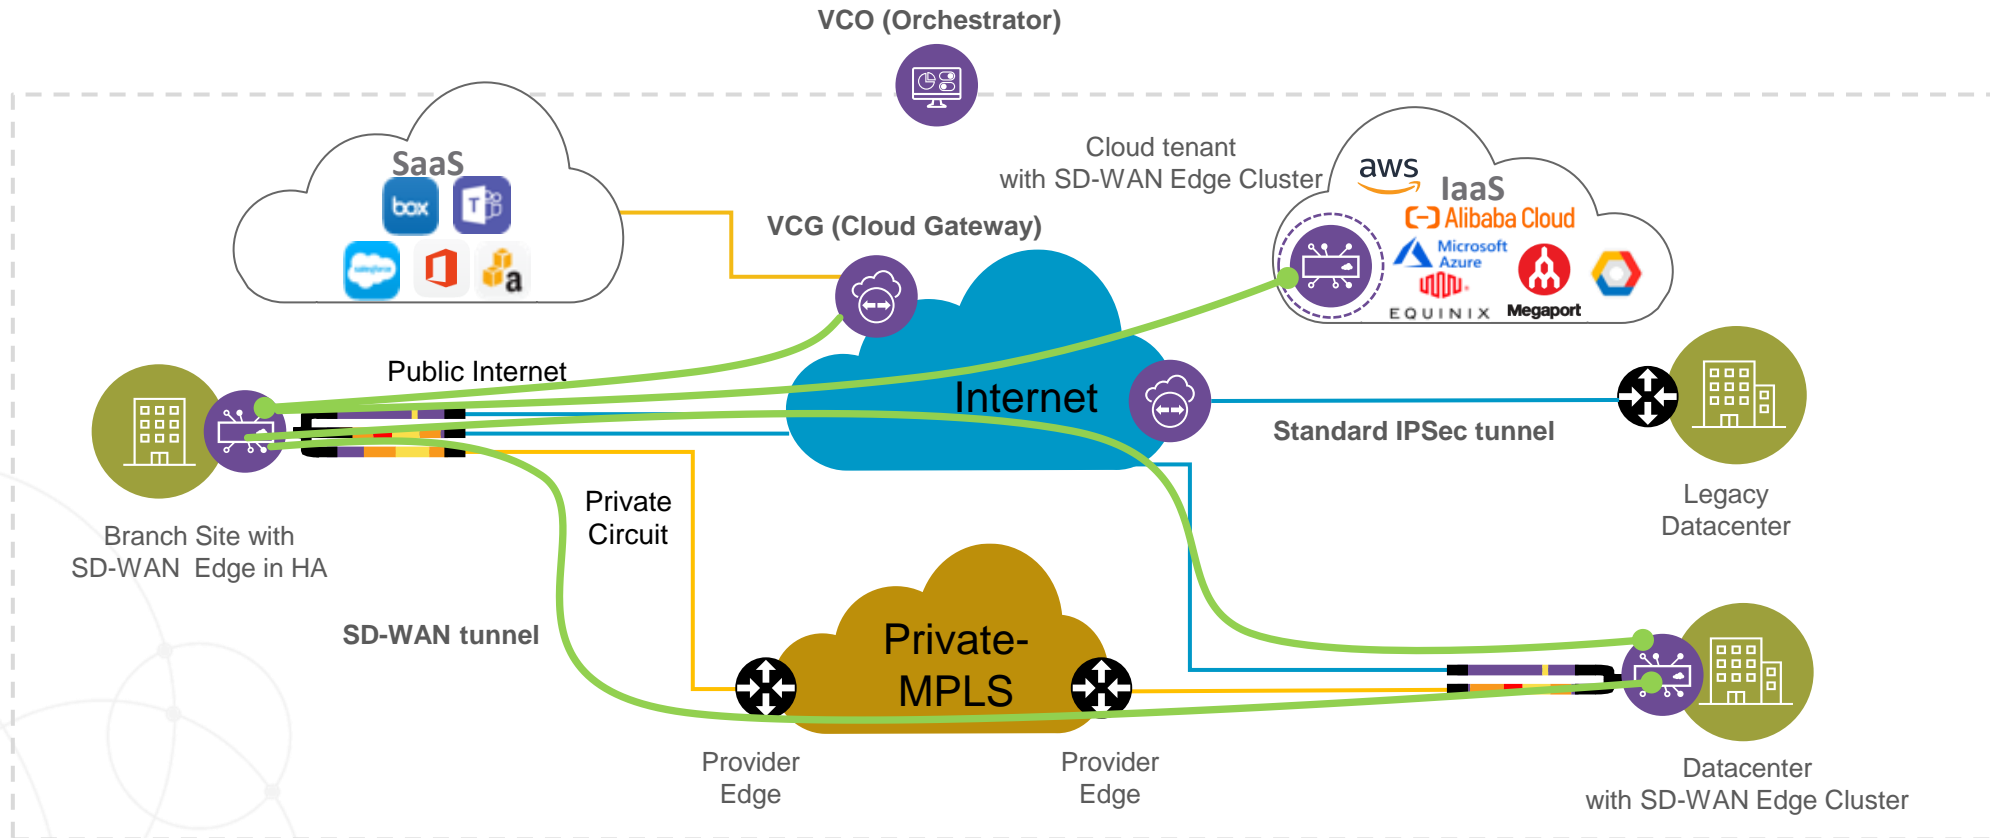 VCO (Orchestrator)
SaaS
box
T
salesforce
a
Cloud tenant
with SD-WAN Edge Cluster
aws
IaaS
Alibaba Cloud
Microsoft
Azure
EQUINIX
Megaport
VCG (Cloud Gateway)
Public Internet
Internet
Standard IPSec tunnel
Legacy
Datacenter
Branch Site with
SD-WAN Edge in HA
Private
Circuit
SD-WAN tunnel
Private-
MPLS
Provider
Edge
Provider
Edge
Datacenter
with SD-WAN Edge Cluster